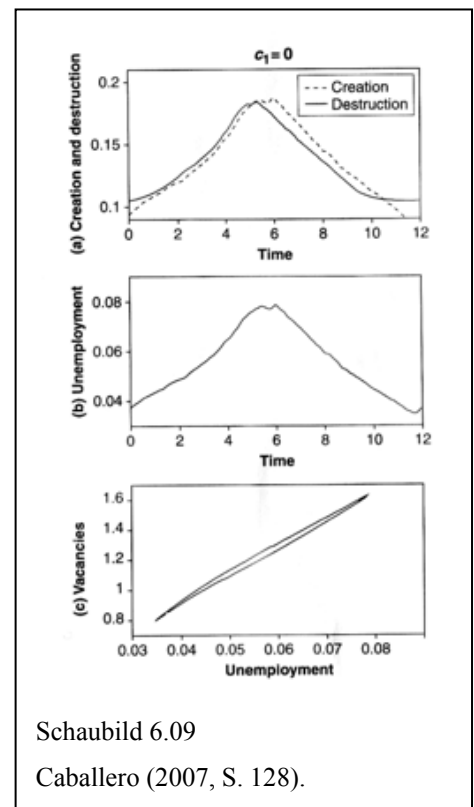 c₁ = 0
(a) Creation and destruction
0.2
0.15
0.1
Creation
Destruction
0 2 4 6 8 10 12
Time
(b) Unemployment
0.08
0.06
0.04
0 2 4 6 8 10 12
Time
(c) Vacancies
1.6
1.4
1.2
1
0.8
0.03 0.04 0.05 0.06 0.07 0.08
Unemployment
Schaubild 6.09
Caballero (2007, S. 128).